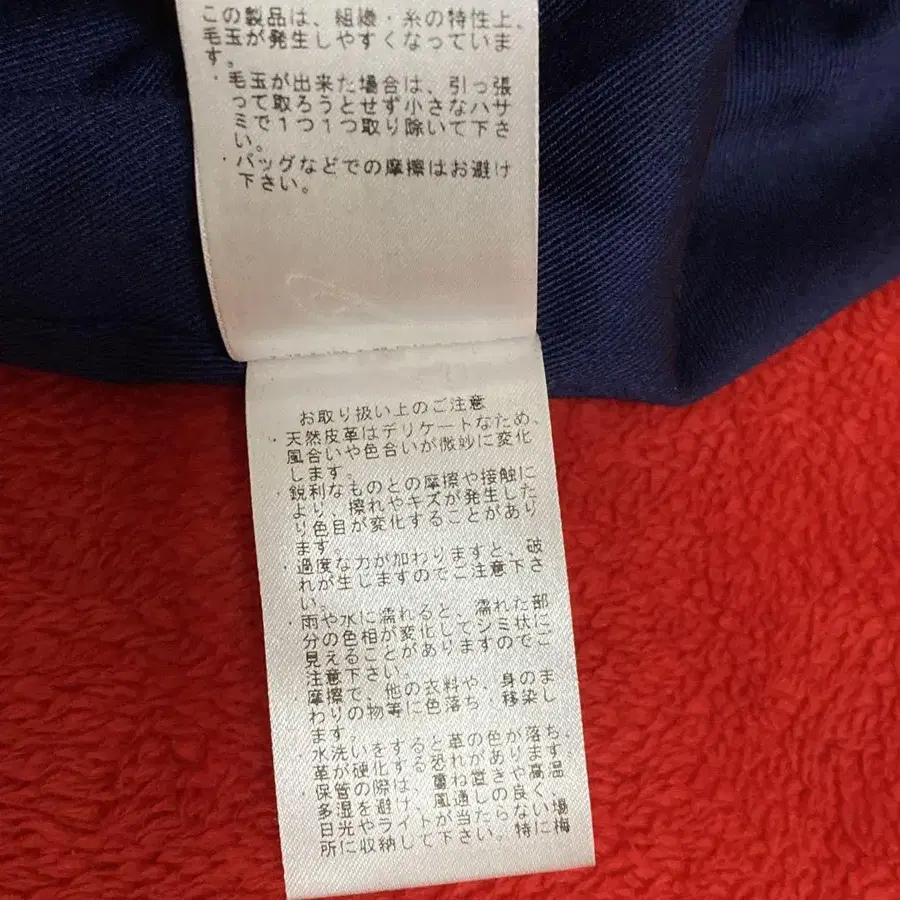 この製品は、組織・糸の特性上、
毛玉が発生しやすくなっていま
す。
・毛玉が出来た場合は、引っ張
って取ろうとせず小さなハサ
ミで1つ1つ取り除いて下さ
い。
・バッグなどでの摩擦はお避け
下さい。
お取り扱い上のご注意
・天然皮革はデリケートなため、
風合いや色合いが微妙に変化
します。
・鋭利なものとの摩擦や接触に
より、擦れやキズが発生した
り色目が変化することがあり
ます。
・過度な力が加わりますと、破
れが生じますのでご注意下さ
い。
・雨や水に濡れると、濡れた部
分の色相が変化してシミ状に
見えることがありますのでご
注意下さい。
摩擦で、他の衣料や、身のま
わりの物等に色落ち、移染し
ます。
・水洗いをすると革の色が落ち、
革が硬化する恐れがあります。
・保管の際は、重ね置きや高温
多湿を避け、風通しの良く、
日光やライトが当たらない場
所に収納して下さい。特に梅